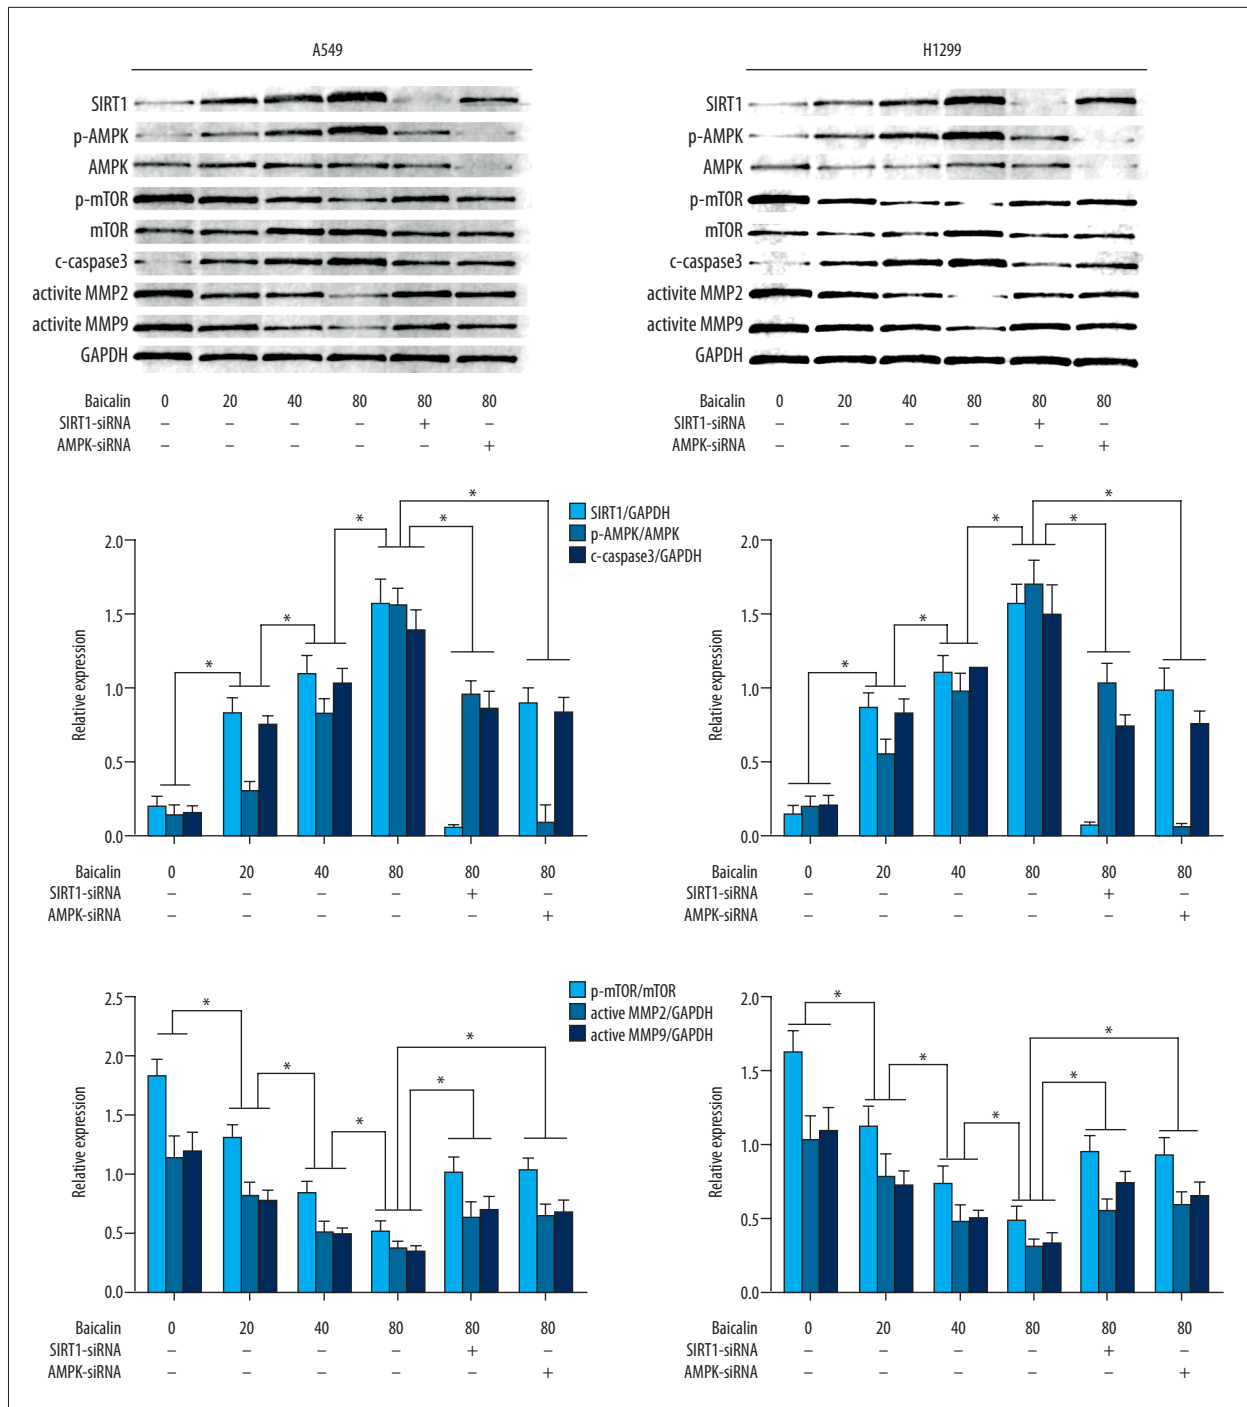 A549
H1299
SIRT1
p-AMPK
AMPK
p-mTOR
mTOR
c-caspase3
activite MMP2
activite MMP9
GAPDH
Baicalin 0 20 40 80 80 80
SIRT1-siRNA – – – – + –
AMPK-siRNA – – – – – +
SIRT1
p-AMPK
AMPK
p-mTOR
mTOR
c-caspase3
activite MMP2
activite MMP9
GAPDH
Baicalin 0 20 40 80 80 80
SIRT1-siRNA – – – – + –
AMPK-siRNA – – – – – +
SIRT1/GAPDH
p-AMPK/AMPK
c-caspase3/GAPDH
Relative expression
2.0
1.5
1.0
0.5
0.0
* * * * *
Baicalin 0 20 40 80 80 80
SIRT1-siRNA – – – – + –
AMPK-siRNA – – – – – +
Relative expression
2.0
1.5
1.0
0.5
0.0
* * * * *
Baicalin 0 20 40 80 80 80
SIRT1-siRNA – – – – + –
AMPK-siRNA – – – – – +
p-mTOR/mTOR
active MMP2/GAPDH
active MMP9/GAPDH
Relative expression
2.5
2.0
1.5
1.0
0.5
0.0
* * * * *
Baicalin 0 20 40 80 80 80
SIRT1-siRNA – – – – + –
AMPK-siRNA – – – – – +
Relative expression
2.0
1.5
1.0
0.5
0.0
* * * * *
Baicalin 0 20 40 80 80 80
SIRT1-siRNA – – – – + –
AMPK-siRNA – – – – – +